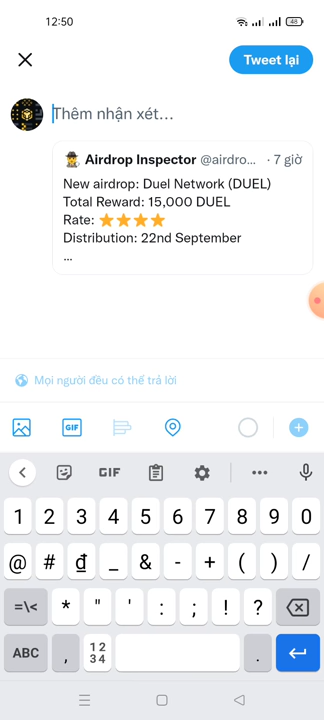 12:50
48
Tweet lại
Thêm nhận xét...
Airdrop Inspector @airdro... · 7 giờ
New airdrop: Duel Network (DUEL)
Total Reward: 15,000 DUEL
Rate: ⭐⭐⭐⭐
Distribution: 22nd September
...
Mọi người đều có thể trả lời
GIF
GIF
1 2 3 4 5 6 7 8 9 0
@ # ₫ _ & - + ( ) /
=\< * " ' : ; ! ?
ABC , 12 34 .